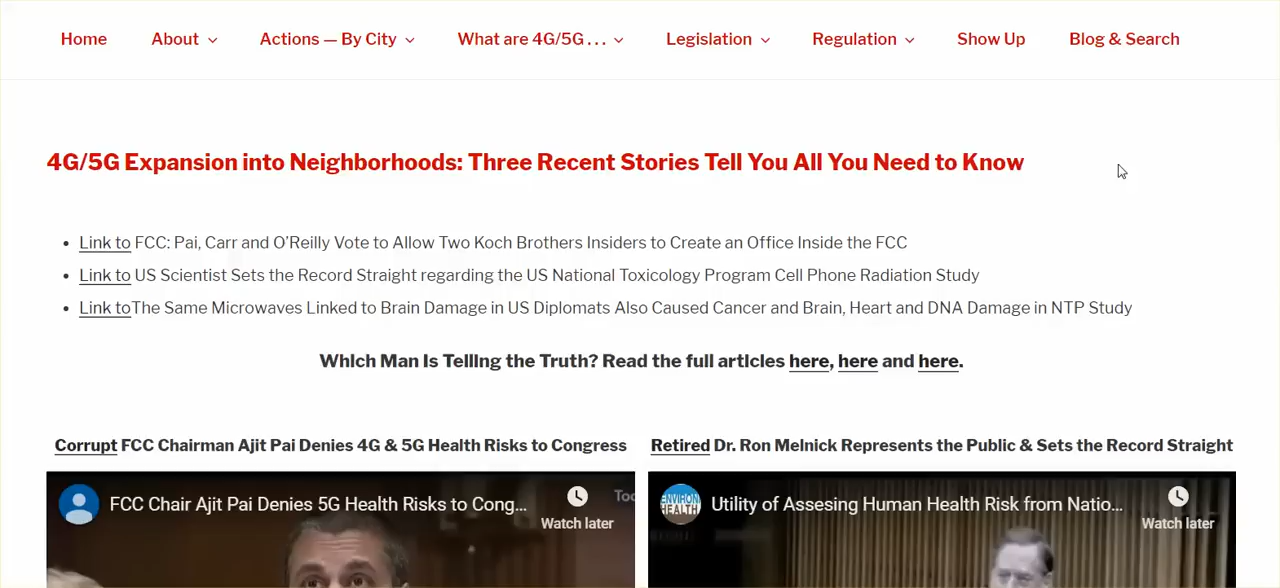 Home About Actions — By City What are 4G/5G . . . Legislation Regulation Show Up Blog & Search
4G/5G Expansion into Neighborhoods: Three Recent Stories Tell You All You Need to Know
• Link to FCC: Pai, Carr and O’Reilly Vote to Allow Two Koch Brothers Insiders to Create an Office Inside the FCC
• Link to US Scientist Sets the Record Straight regarding the US National Toxicology Program Cell Phone Radiation Study
• Link toThe Same Microwaves Linked to Brain Damage in US Diplomats Also Caused Cancer and Brain, Heart and DNA Damage in NTP Study
Which Man Is Telling the Truth? Read the full articles here, here and here.
Corrupt FCC Chairman Ajit Pai Denies 4G & 5G Health Risks to Congress
FCC Chair Ajit Pai Denies 5G Health Risks to Cong...
Watch later
Retired Dr. Ron Melnick Represents the Public & Sets the Record Straight
ENVIRON
HEALTH
Utility of Assesing Human Health Risk from Natio...
Watch later